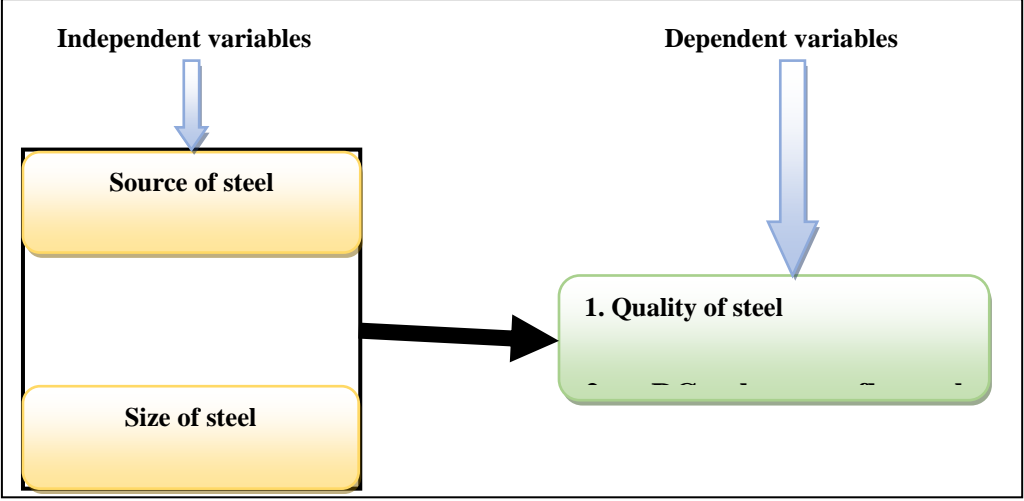 Independent variables
Dependent variables
Source of steel
1. Quality of steel
Size of steel